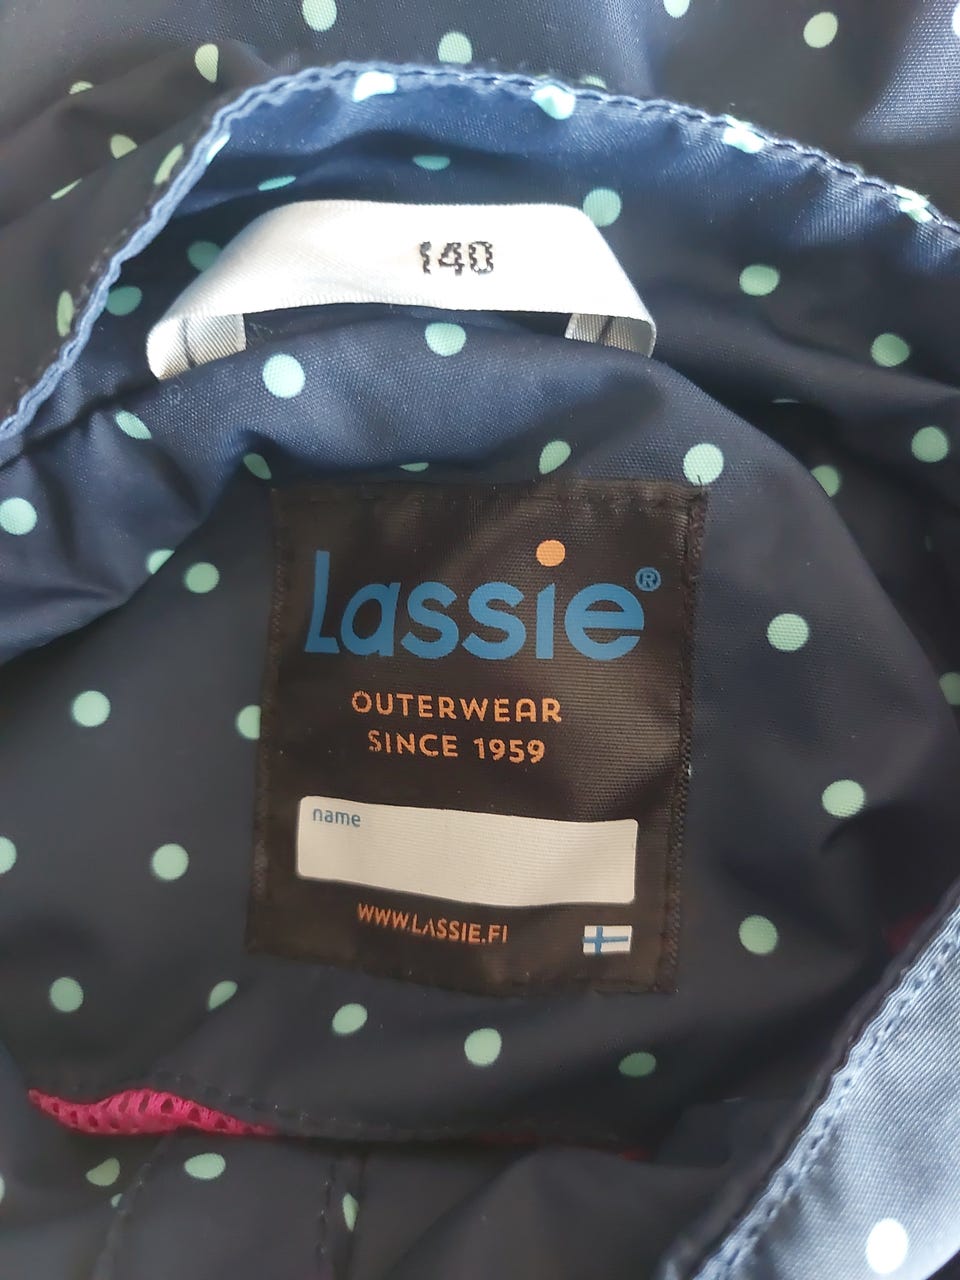 140
Lassie®
OUTERWEAR
SINCE 1959
name
WWW.LASSIE.FI